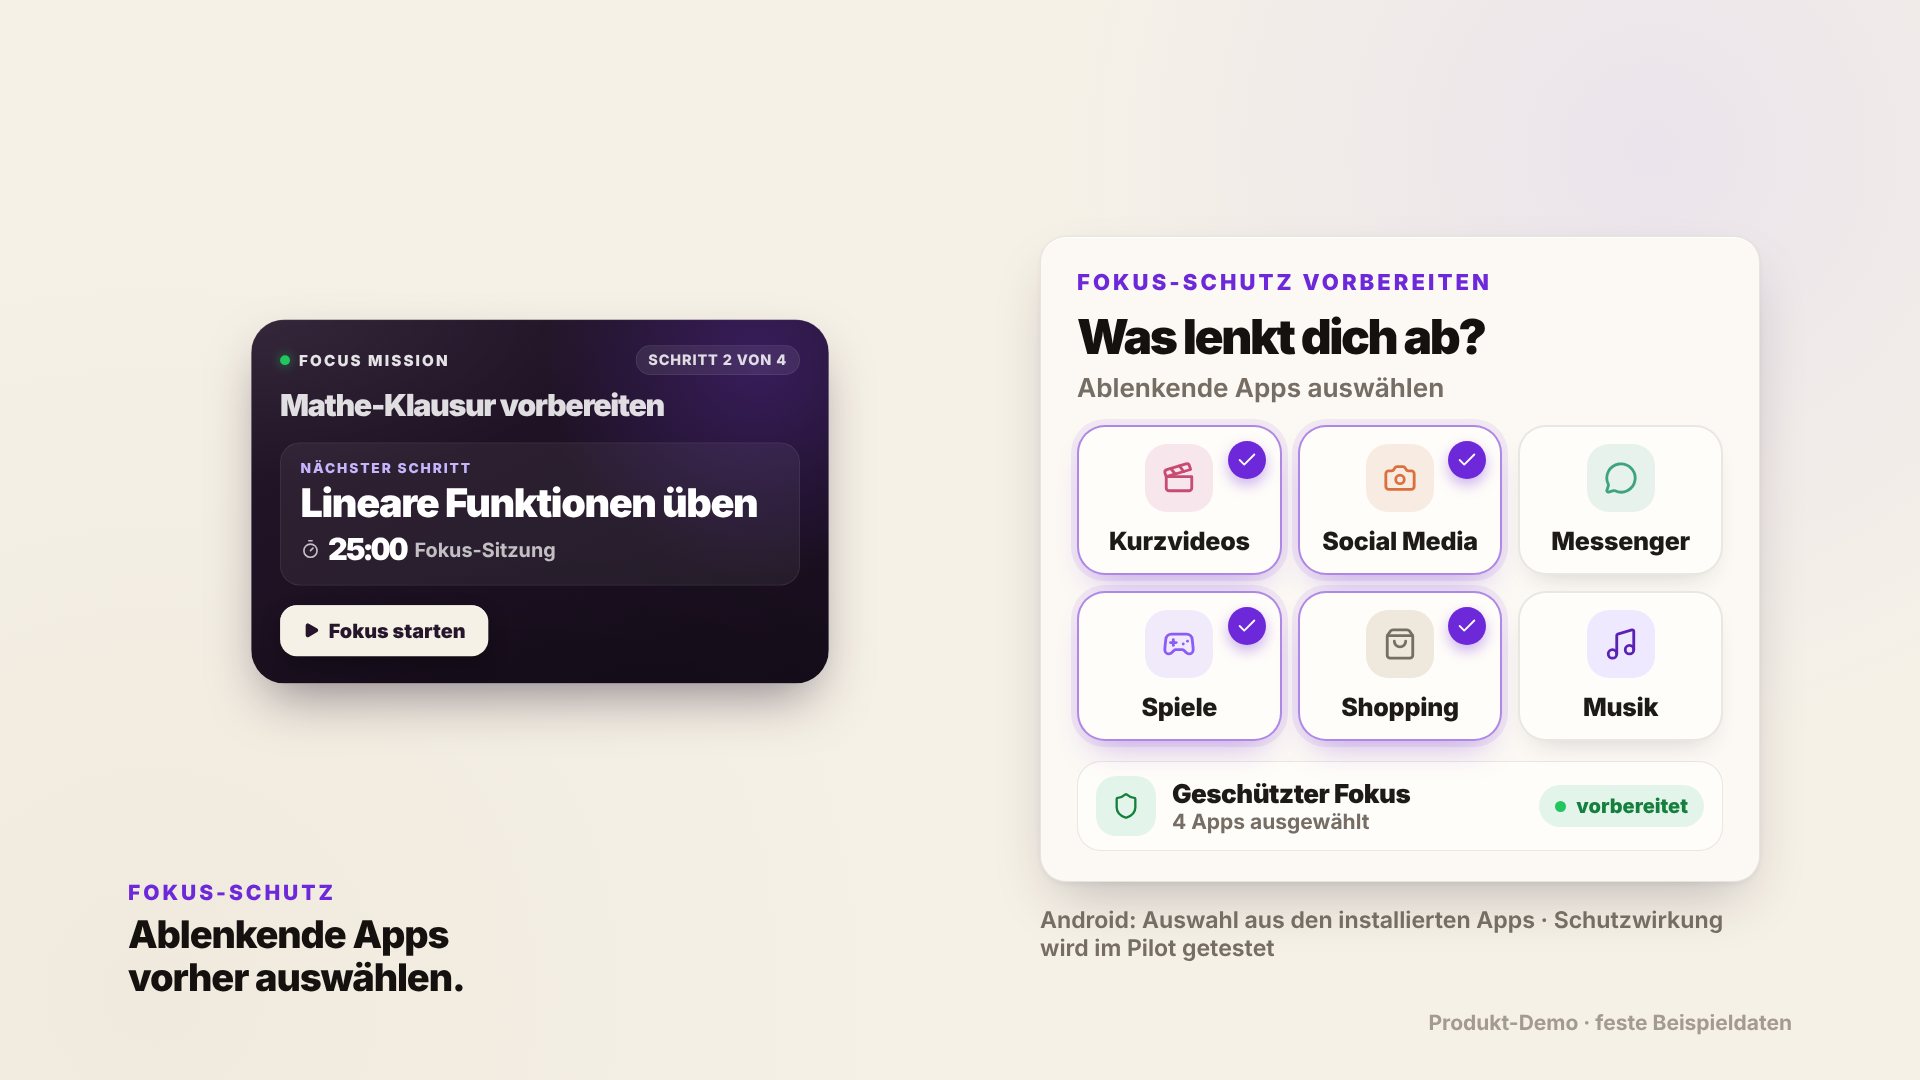 FOCUS MISSION
SCHRITT 2 VON 4
Mathe-Klausur vorbereiten
NÄCHSTER SCHRITT
Lineare Funktionen üben
25:00 Fokus-Sitzung
Fokus starten
FOKUS-SCHUTZ
Ablenkende Apps
vorher auswählen.
FOKUS-SCHUTZ VORBEREITEN
Was lenkt dich ab?
Ablenkende Apps auswählen
Kurzvideos
Social Media
Messenger
Spiele
Shopping
Musik
Geschützter Fokus
4 Apps ausgewählt
vorbereitet
Android: Auswahl aus den installierten Apps · Schutzwirkung
wird im Pilot getestet
Produkt-Demo · feste Beispieldaten